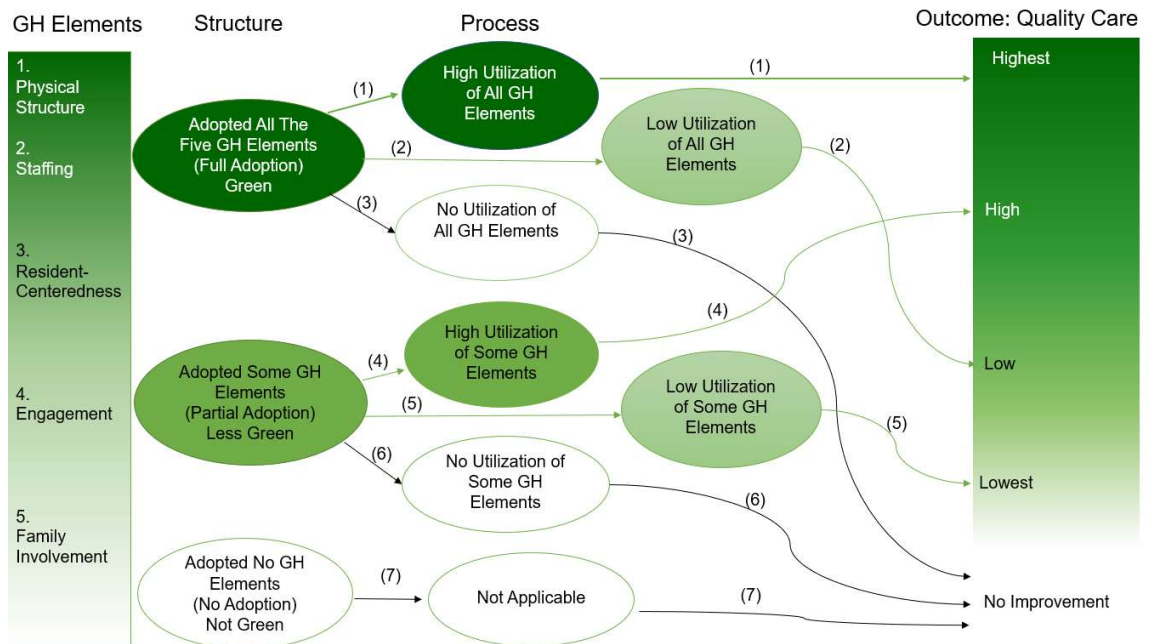 GH Elements
Structure
Process
Outcome: Quality Care
1.
Physical
Structure
2.
Staffing
3.
Resident-
Centeredness
4.
Engagement
5.
Family
Involvement
Adopted All The
Five GH Elements
(Full Adoption)
Green
(1)
High Utilization
of All GH
Elements
(1)
(2)
Low Utilization
of All GH
Elements
(2)
(3)
No Utilization of
All GH Elements
(3)
Adopted Some GH
Elements
(Partial Adoption)
Less Green
(4)
High Utilization
of Some GH
Elements
(4)
(5)
Low Utilization
of Some GH
Elements
(5)
(6)
No Utilization of
Some GH
Elements
(6)
Adopted No GH
Elements
(No Adoption)
Not Green
(7)
Not Applicable
(7)
Highest
High
Low
Lowest
No Improvement